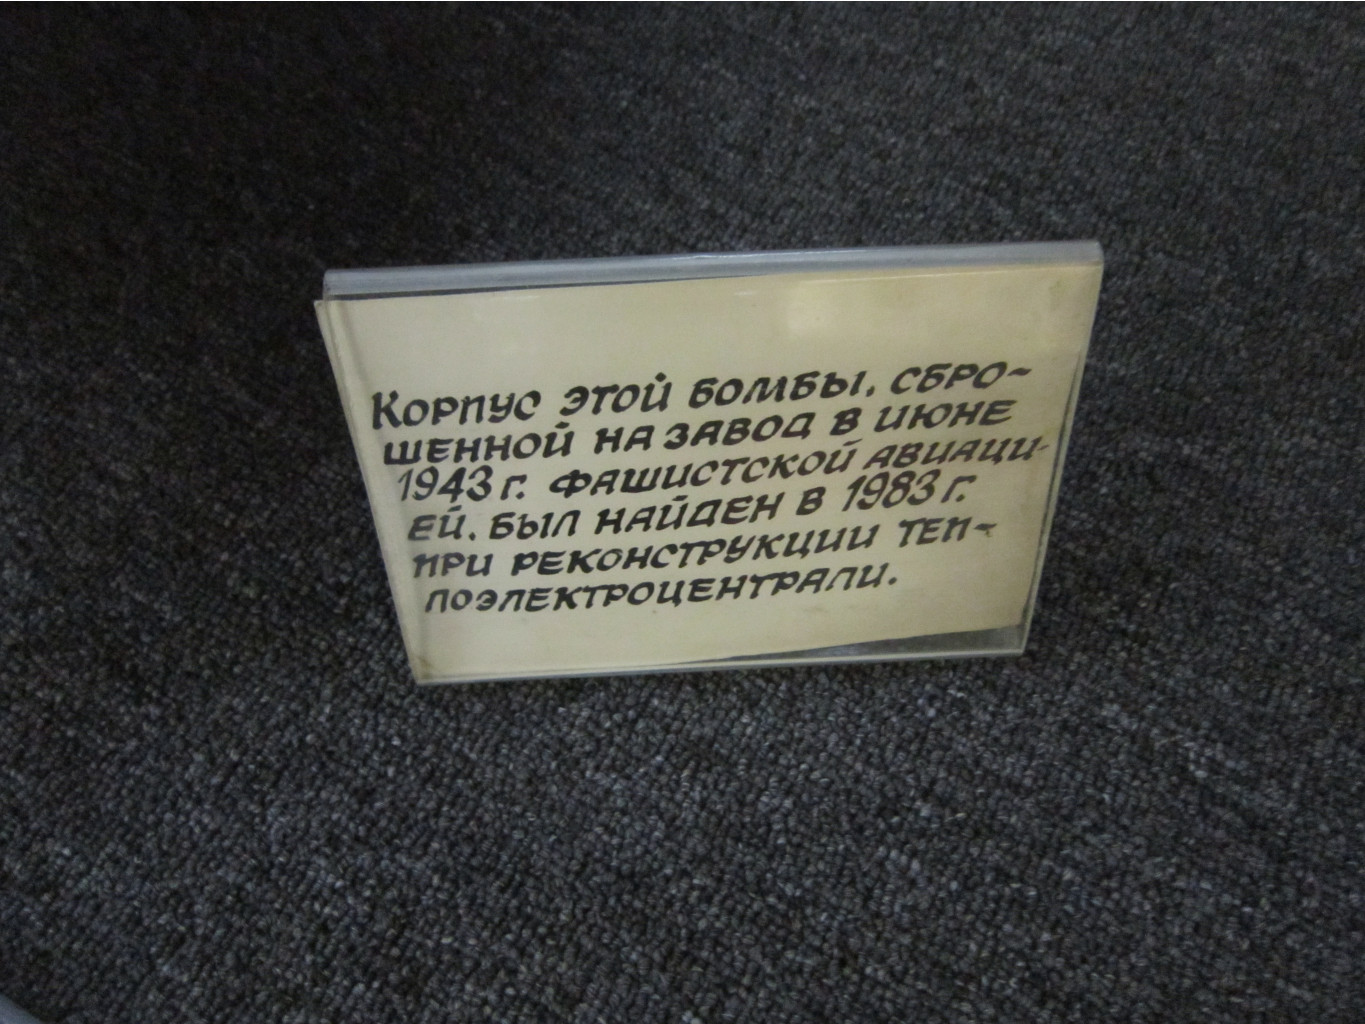 Корпус этой бомбы, сбро-
шенной на завод в июне
1943 г. фашистской авиаци-
ей, был найден в 1983 г.
при реконструкции теп-
лоэлектроцентрали.